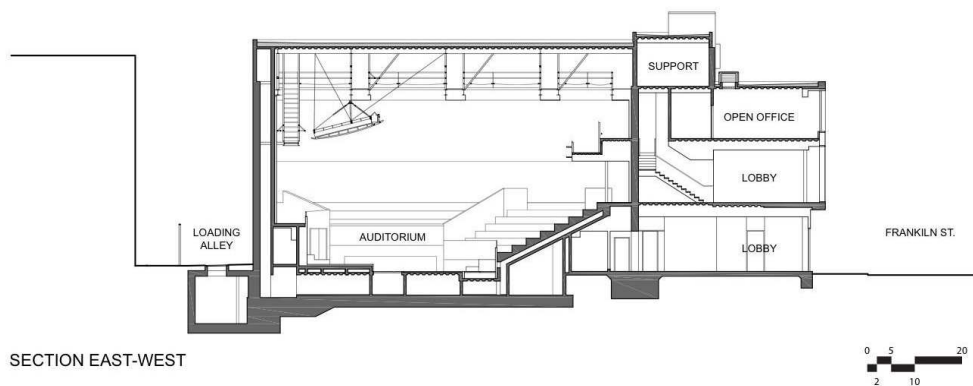 SUPPORT
OPEN OFFICE
LOBBY
LOADING
ALLEY
AUDITORIUM
LOBBY
FRANKILN ST.
SECTION EAST-WEST
0 5 20
2 10